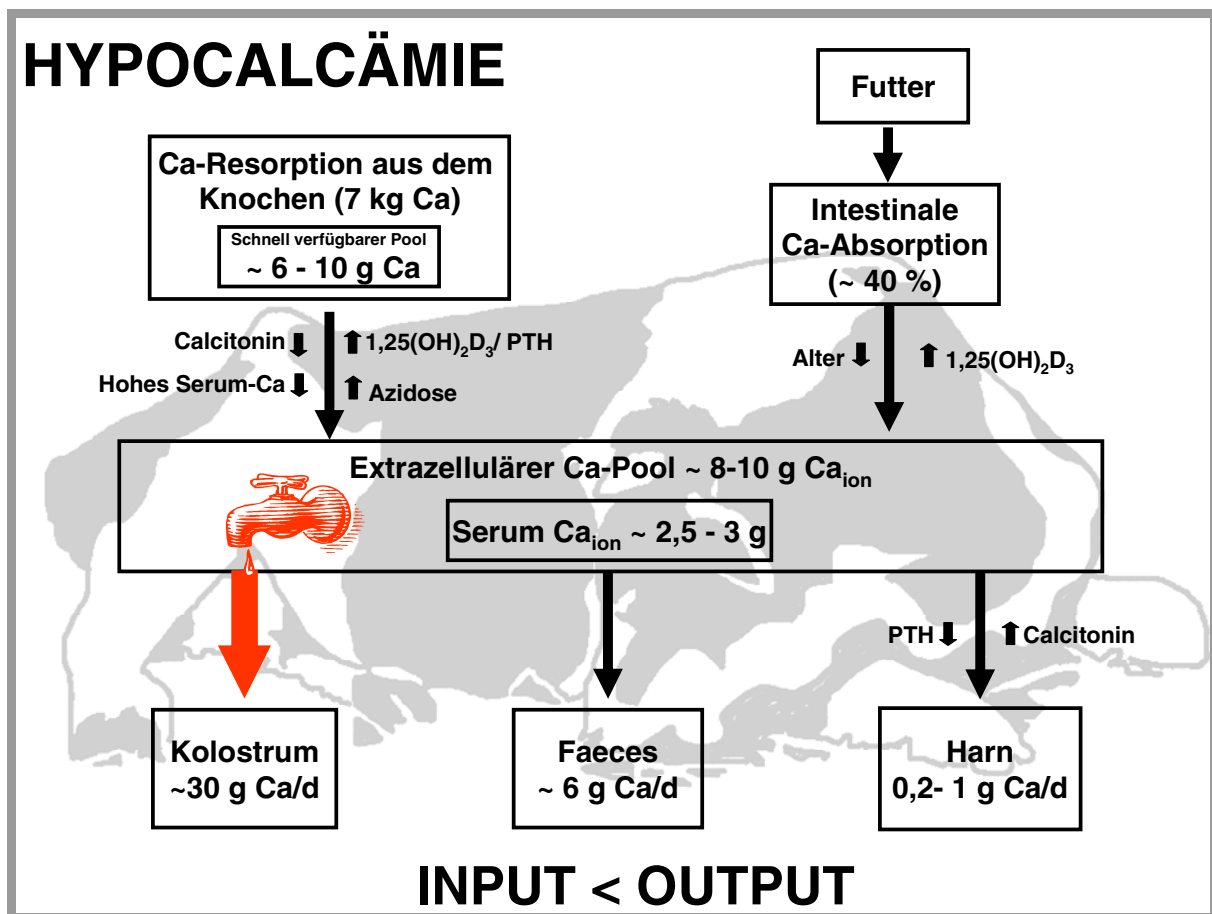 HYPOCALCÄMIE
Futter
Ca-Resorption aus dem
Knochen (7 kg Ca)
Schnell verfügbarer Pool
~ 6 - 10 g Ca
Intestinale
Ca-Absorption
(~ 40 %)
Calcitonin ⬇ ⬆ 1,25(OH)₂D₃/ PTH
Hohes Serum-Ca ⬇ ⬆ Azidose
Alter ⬇ ⬆ 1,25(OH)₂D₃
Extrazellulärer Ca-Pool ~ 8-10 g Ca_ion
Serum Ca_ion ~ 2,5 - 3 g
PTH ⬇ ⬆ Calcitonin
Kolostrum
~30 g Ca/d
Faeces
~ 6 g Ca/d
Harn
0,2- 1 g Ca/d
INPUT < OUTPUT